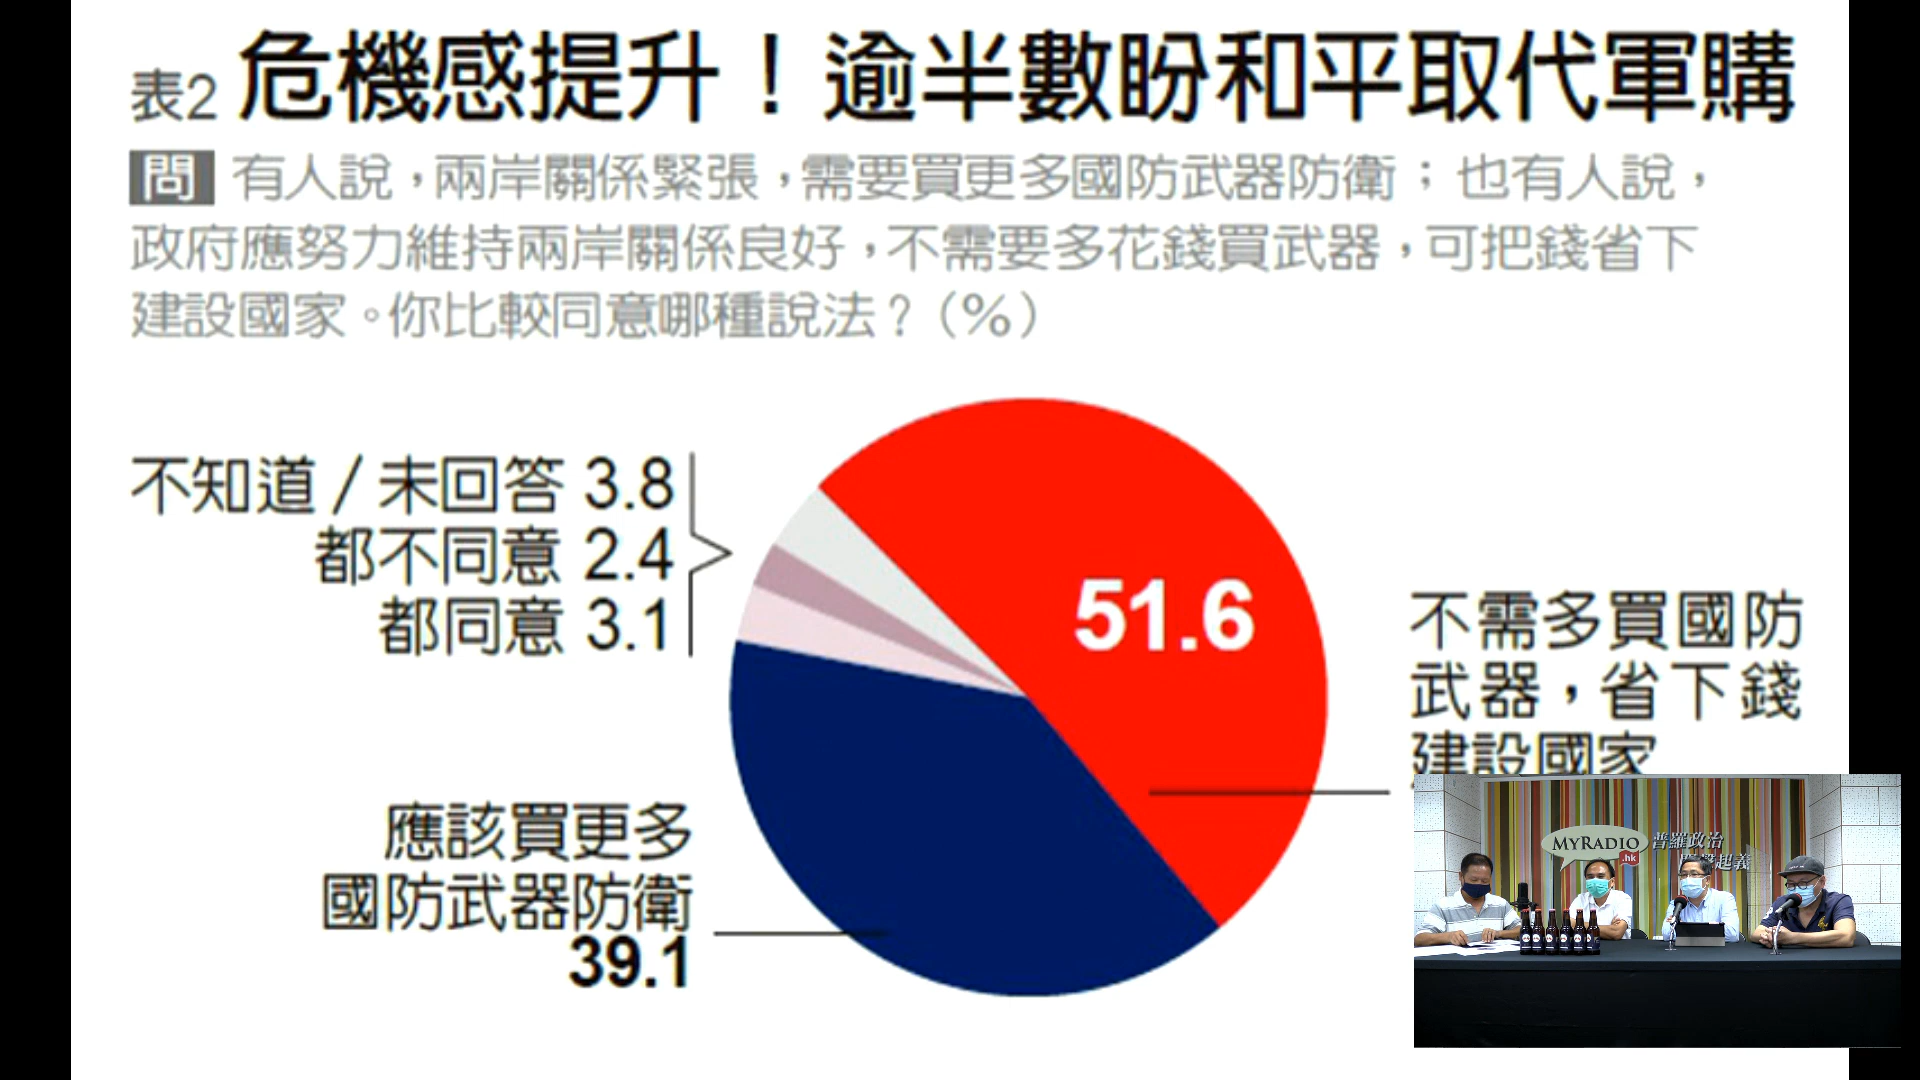 表2 危機感提升！逾半數盼和平取代軍購
問 有人說，兩岸關係緊張，需要買更多國防武器防衛；也有人說，
政府應努力維持兩岸關係良好，不需要多花錢買武器，可把錢省下
建設國家。你比較同意哪種說法？（%）
不知道／未回答 3.8
都不同意 2.4
都同意 3.1
51.6
不需多買國防
武器，省下錢
建設國家
應該買更多
國防武器防衛
39.1
MYRADIO
.hk
普羅政治
起義